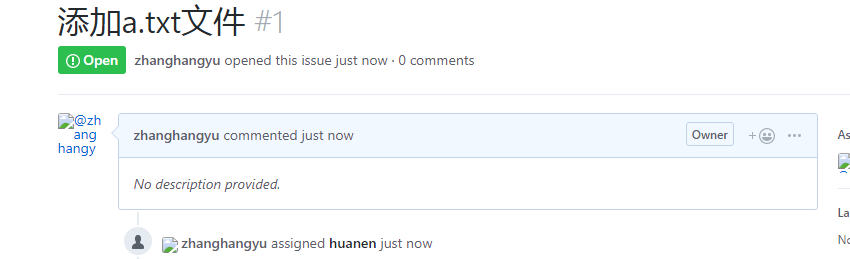 添加a.txt文件 #1
Open zhanghangyu opened this issue just now · 0 comments
@zh
ang
hangy
zhanghangyu commented just now Owner + ···
As
No description provided.
La
zhanghangyu assigned huanen just now
No